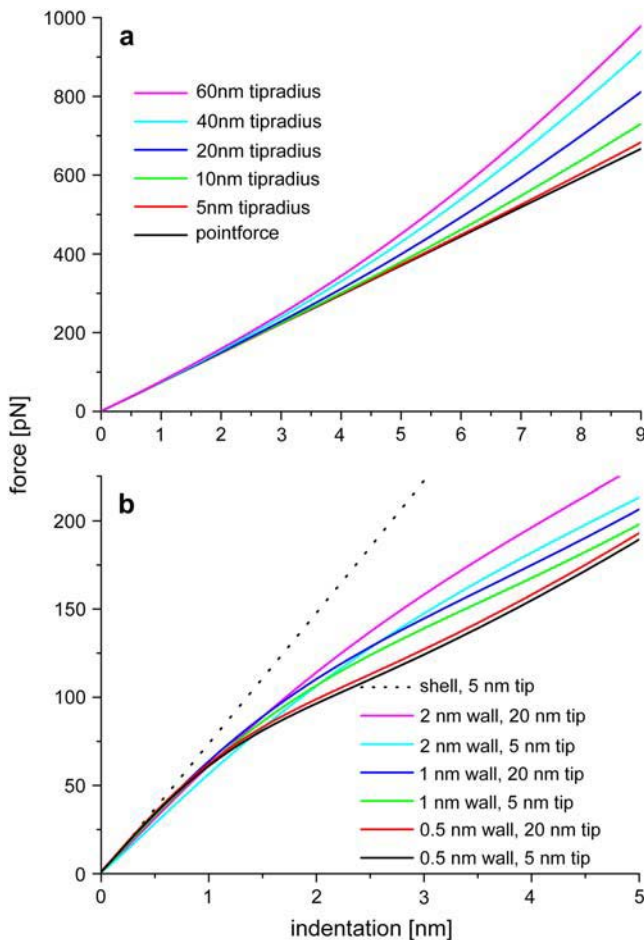 a
1000
800
600
400
200
0
60nm tipradius
40nm tipradius
20nm tipradius
10nm tipradius
5nm tipradius
pointforce
0 1 2 3 4 5 6 7 8 9
force [pN]
b
200
150
100
50
0
shell, 5 nm tip
2 nm wall, 20 nm tip
2 nm wall, 5 nm tip
1 nm wall, 20 nm tip
1 nm wall, 5 nm tip
0.5 nm wall, 20 nm tip
0.5 nm wall, 5 nm tip
0 1 2 3 4 5
indentation [nm]